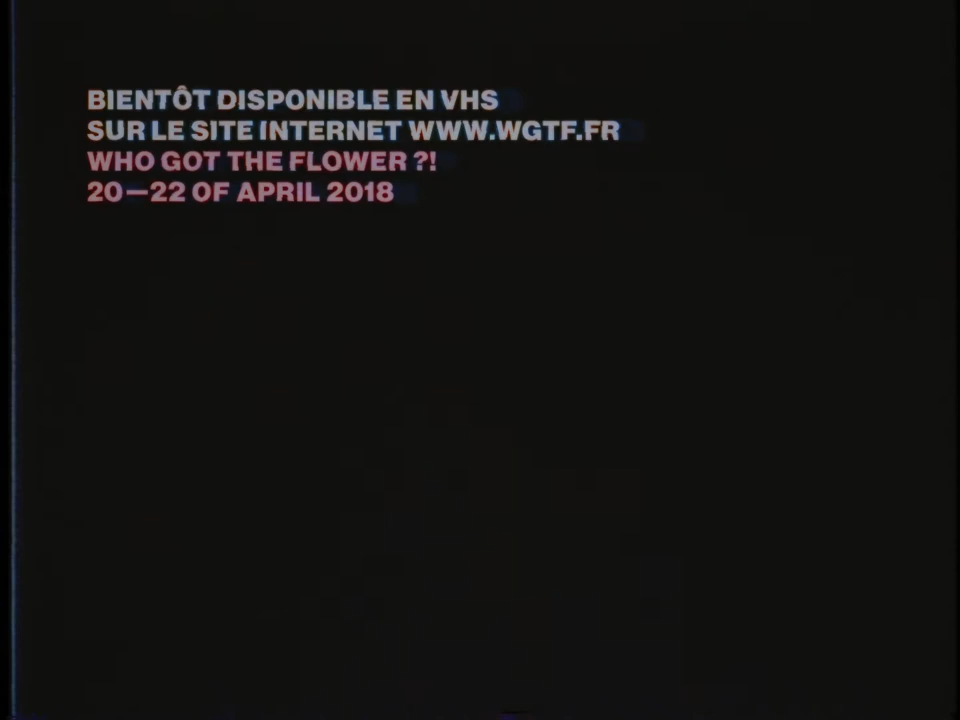 BIENTÔT DISPONIBLE EN VHS
SUR LE SITE INTERNET WWW.WGTF.FR
WHO GOT THE FLOWER ?!
20—22 OF APRIL 2018